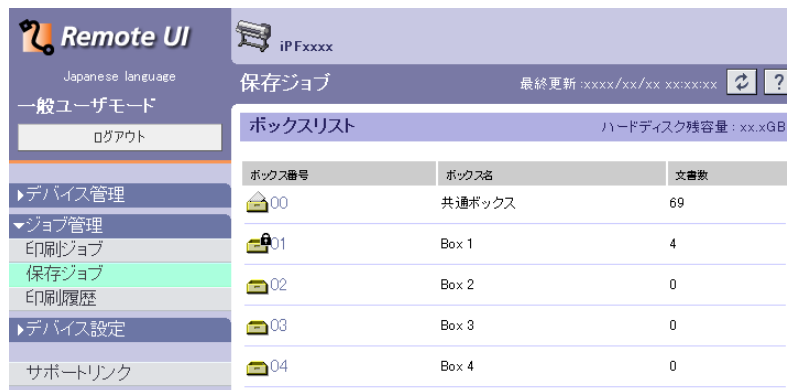 Remote UI
Japanese language
一般ユーザモード
ログアウト
▶デバイス管理
▼ジョブ管理
印刷ジョブ
保存ジョブ
印刷履歴
▶デバイス設定
サポートリンク
iPFxxxx
保存ジョブ 最終更新 :xxxx/xx/xx xx:xx:xx ?
ボックスリスト ハードディスク残容量 : xx.xGB
ボックス番号 ボックス名 文書数
00 共通ボックス 69
01 Box 1 4
02 Box 2 0
03 Box 3 0
04 Box 4 0